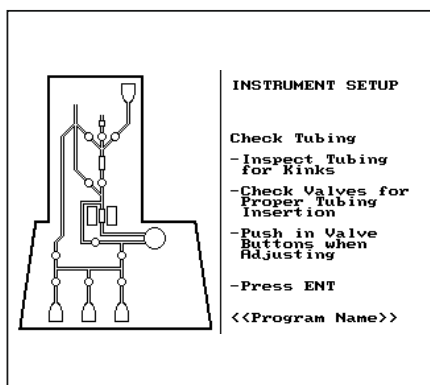 INSTRUMENT SETUP
Check Tubing
-Inspect Tubing
for Kinks
-Check Valves for
Proper Tubing
Insertion
-Push in Valve
Buttons when
Adjusting
-Press ENT
<<Program Name>>